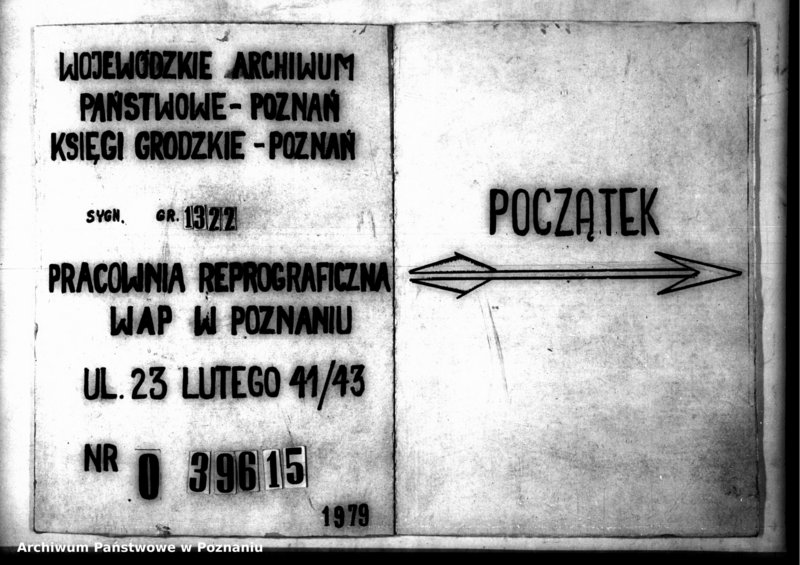 WOJEWÓDZKIE ARCHIWUM
PAŃSTWOWE - POZNAŃ
KSIĘGI GRODZKIE - POZNAŃ
SYGN. GR. 1322
PRACOWNIA REPROGRAFICZNA
WAP W POZNANIU
UL. 23 LUTEGO 41/43
NR 0 39615
1979
POCZĄTEK
Archiwum Państwowe w Poznaniu